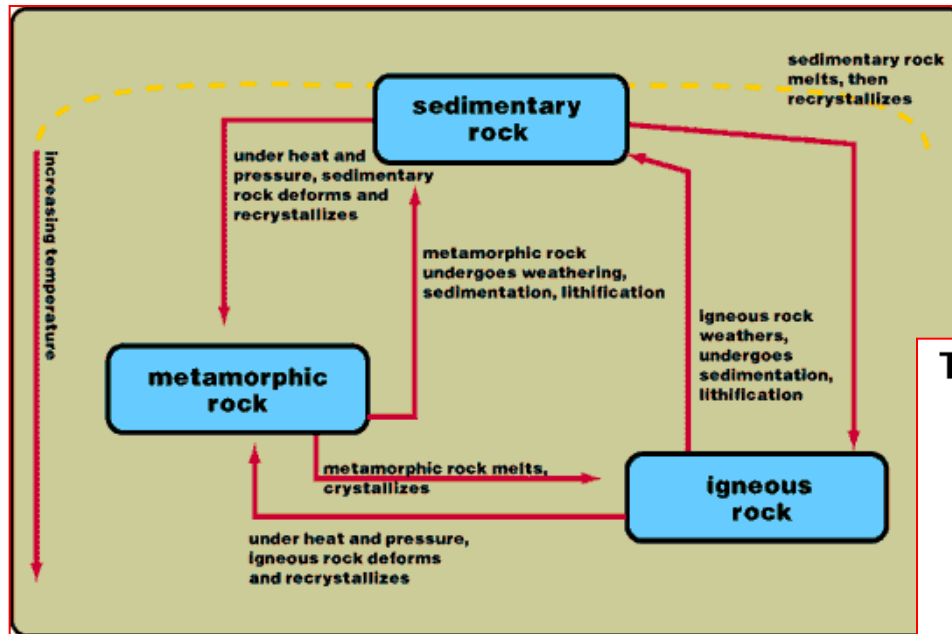 sedimentary rock
melts, then
recrystallizes
sedimentary
rock
under heat and
pressure, sedimentary
rock deforms and
recrystallizes
increasing temperature
metamorphic rock
undergoes weathering,
sedimentation, lithification
igneous rock
weathers,
undergoes
sedimentation,
lithification
metamorphic
rock
metamorphic rock melts,
crystallizes
igneous
rock
under heat and pressure,
igneous rock deforms
and recrystallizes